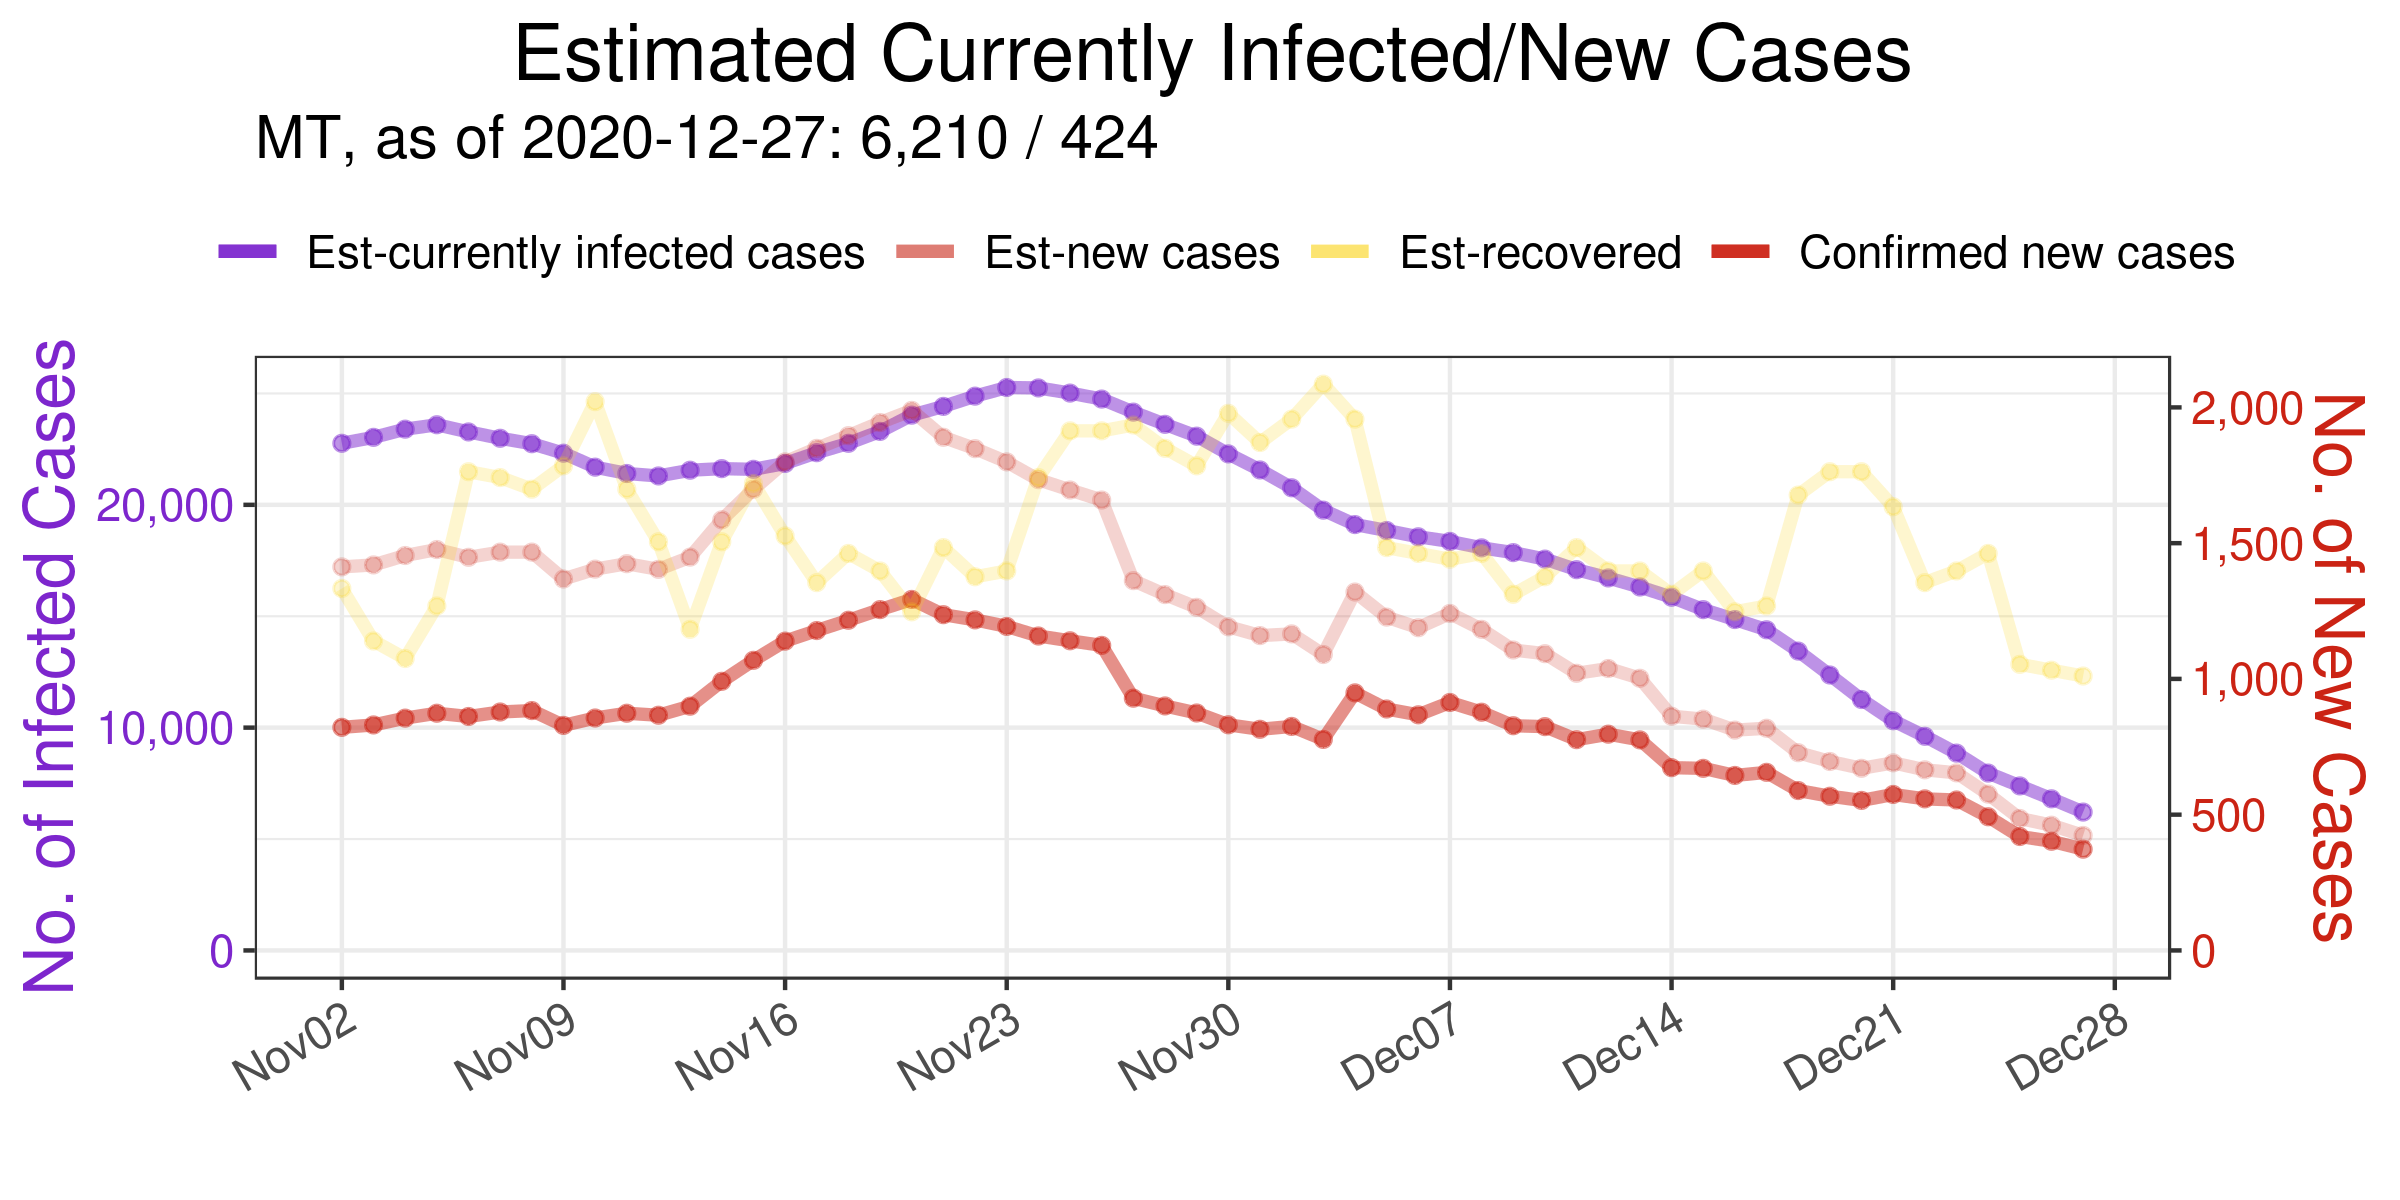 Estimated Currently Infected/New Cases
MT, as of 2020-12-27: 6,210 / 424
Est-currently infected cases Est-new cases Est-recovered Confirmed new cases
No. of Infected Cases
20,000
10,000
0
2,000
1,500
1,000
500
0
No. of New Cases
Nov02 Nov09 Nov16 Nov23 Nov30 Dec07 Dec14 Dec21 Dec28